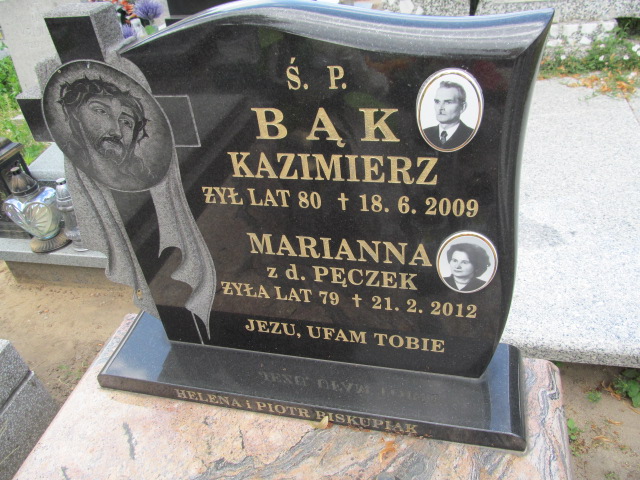 Ś. P.
BĄK
KAZIMIERZ
ŻYŁ LAT 80 † 18. 6. 2009
MARIANNA
z d. PĘCZEK
ŻYŁA LAT 79 † 21. 2. 2012
JEZU, UFAM TOBIE
HELENA i PIOTR BISKUPIAK